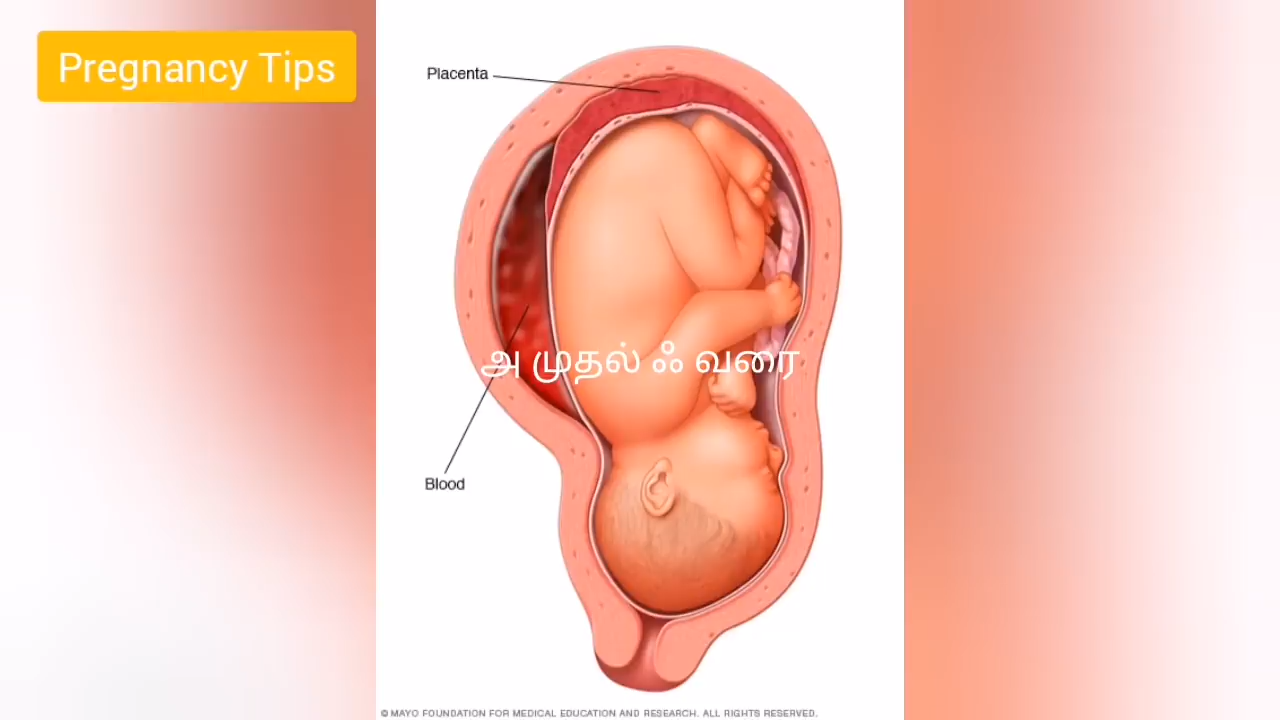 Pregnancy Tips
Placenta
அ முதல் ஃ வரை
Blood
© MAYO FOUNDATION FOR MEDICAL EDUCATION AND RESEARCH. ALL RIGHTS RESERVED.